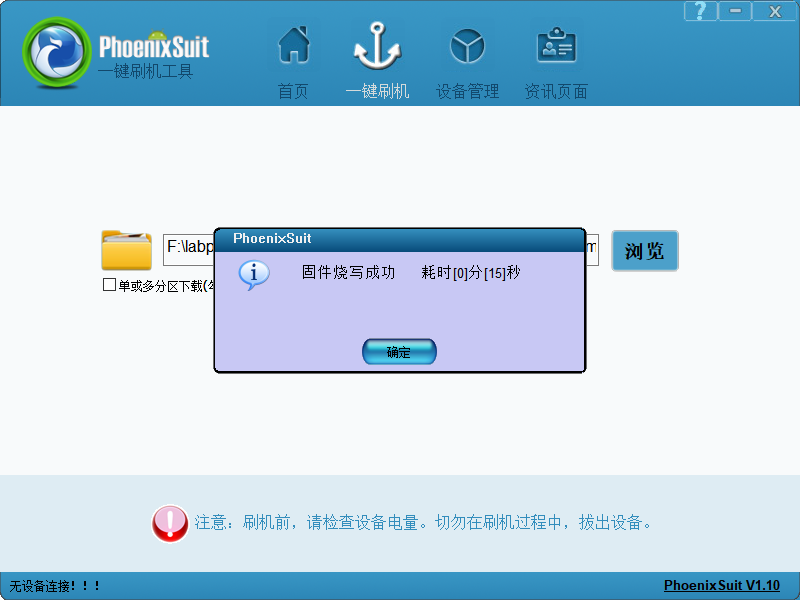 PhoenixSuit
一键刷机工具
首页
一键刷机
设备管理
资讯页面
F:\labp
浏览
单或多分区下载(
PhoenixSuit
固件烧写成功 耗时[0]分[15]秒
确定
注意：刷机前，请检查设备电量。切勿在刷机过程中，拔出设备。
无设备连接！！！
PhoenixSuit V1.10